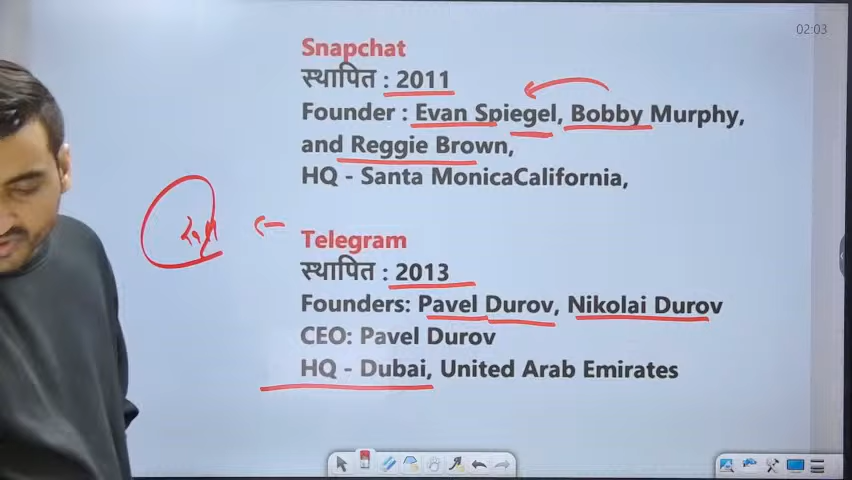 02:03
Snapchat
स्थापित : 2011
Founder : Evan Spiegel, Bobby Murphy,
and Reggie Brown,
HQ - Santa MonicaCalifornia,
Telegram
स्थापित : 2013
Founders: Pavel Durov, Nikolai Durov
CEO: Pavel Durov
HQ - Dubai, United Arab Emirates